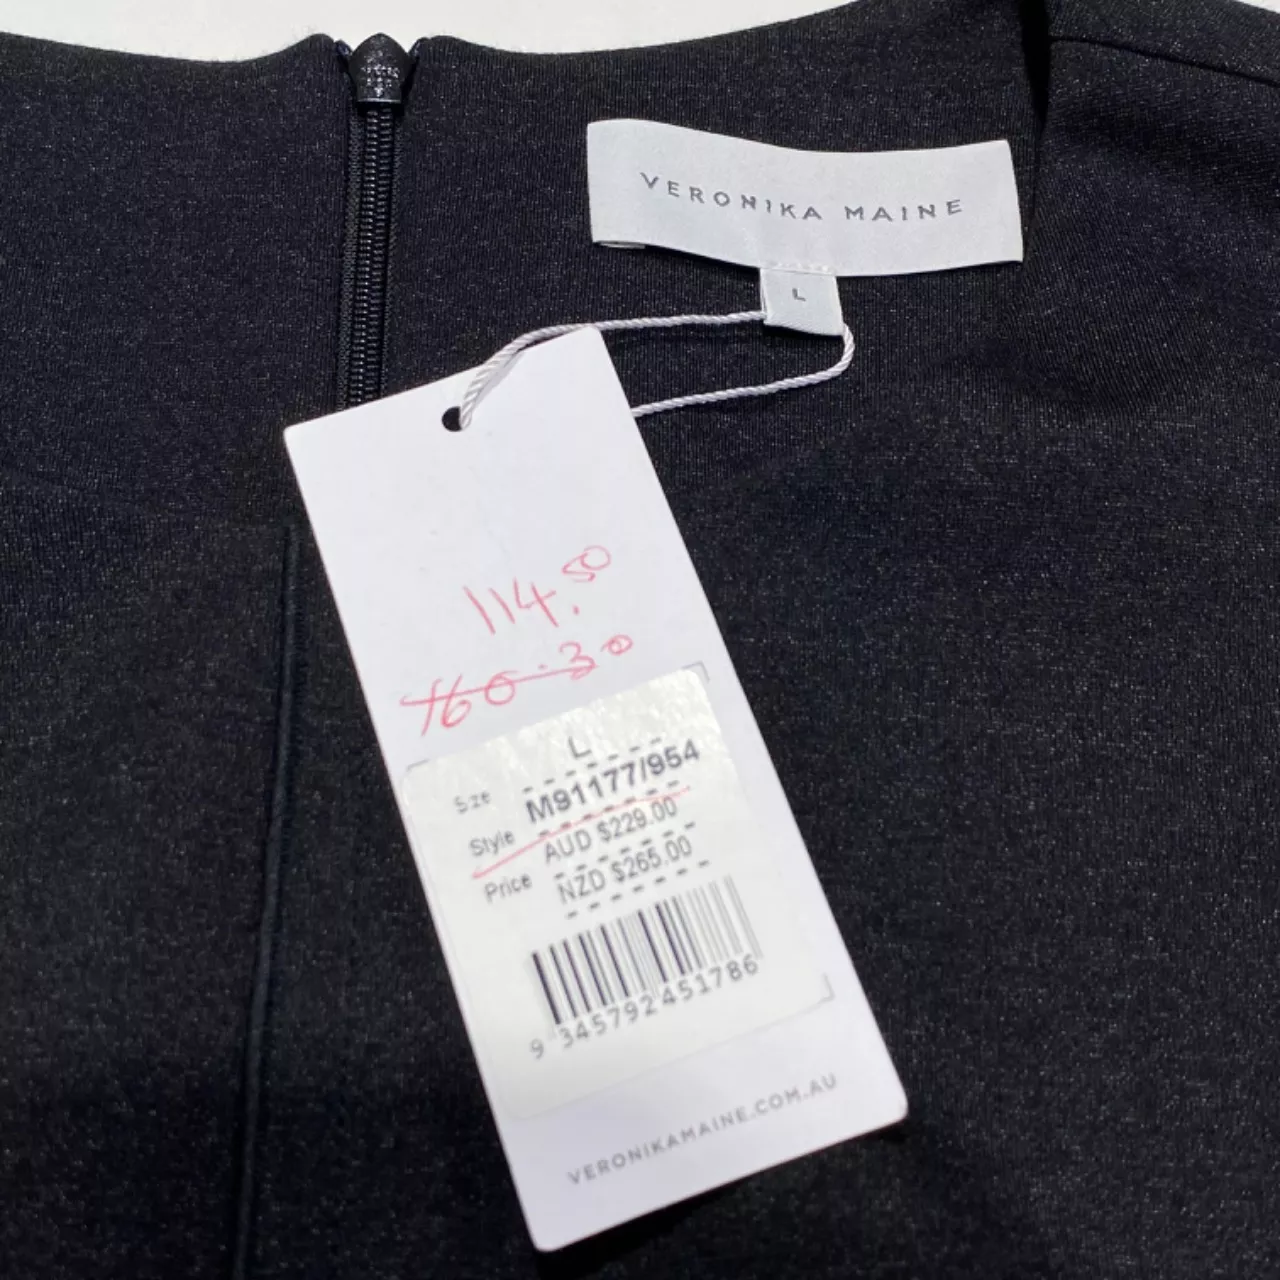 VERONIKA MAINE
L
114.50
160.30
L
Size
M91177/954
Style
AUD $229.00
Price
NZD $265.00
9 345792 451786
VERONIKAMAINE.COM.AU